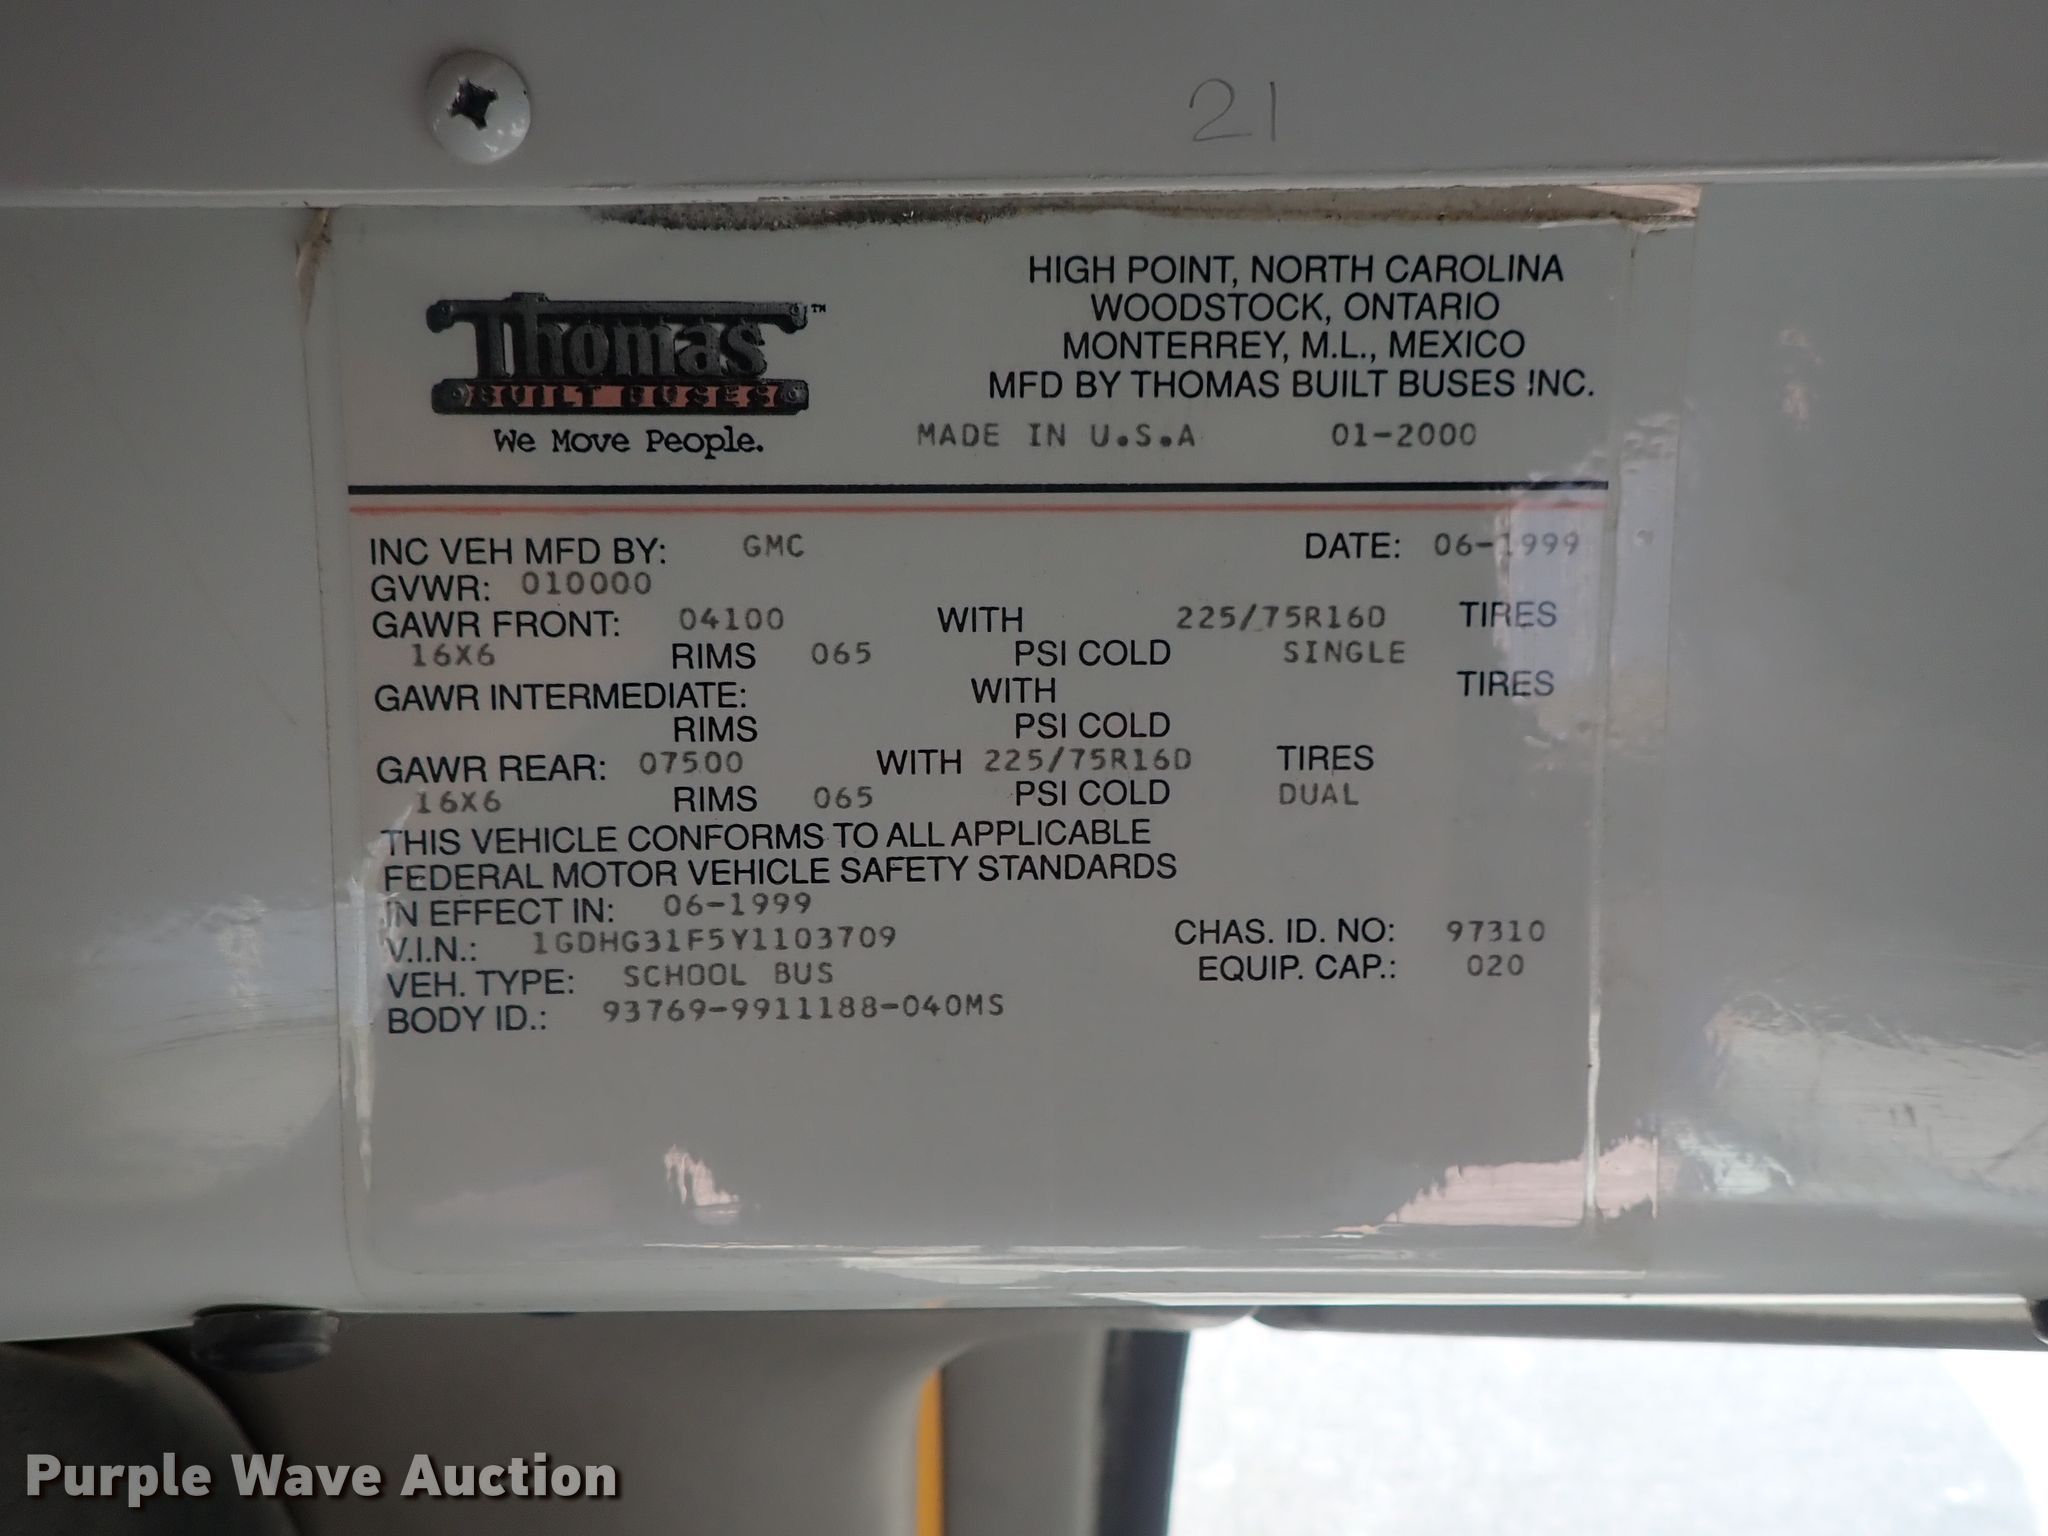 21
Thomas™
BUILT BUSES
We Move People.
HIGH POINT, NORTH CAROLINA
WOODSTOCK, ONTARIO
MONTERREY, M.L., MEXICO
MFD BY THOMAS BUILT BUSES INC.
MADE IN U.S.A 01-2000
INC VEH MFD BY: GMC DATE: 06-1999
GVWR: 010000
GAWR FRONT: 04100 WITH 225/75R16D TIRES
16X6 RIMS 065 PSI COLD SINGLE
GAWR INTERMEDIATE: WITH TIRES
RIMS PSI COLD
GAWR REAR: 07500 WITH 225/75R16D TIRES
16X6 RIMS 065 PSI COLD DUAL
THIS VEHICLE CONFORMS TO ALL APPLICABLE
FEDERAL MOTOR VEHICLE SAFETY STANDARDS
IN EFFECT IN: 06-1999
V.I.N.: 1GDHG31F5Y1103709 CHAS. ID. NO: 97310
VEH. TYPE: SCHOOL BUS EQUIP. CAP.: 020
BODY ID.: 93769-9911188-040MS
Purple Wave Auction